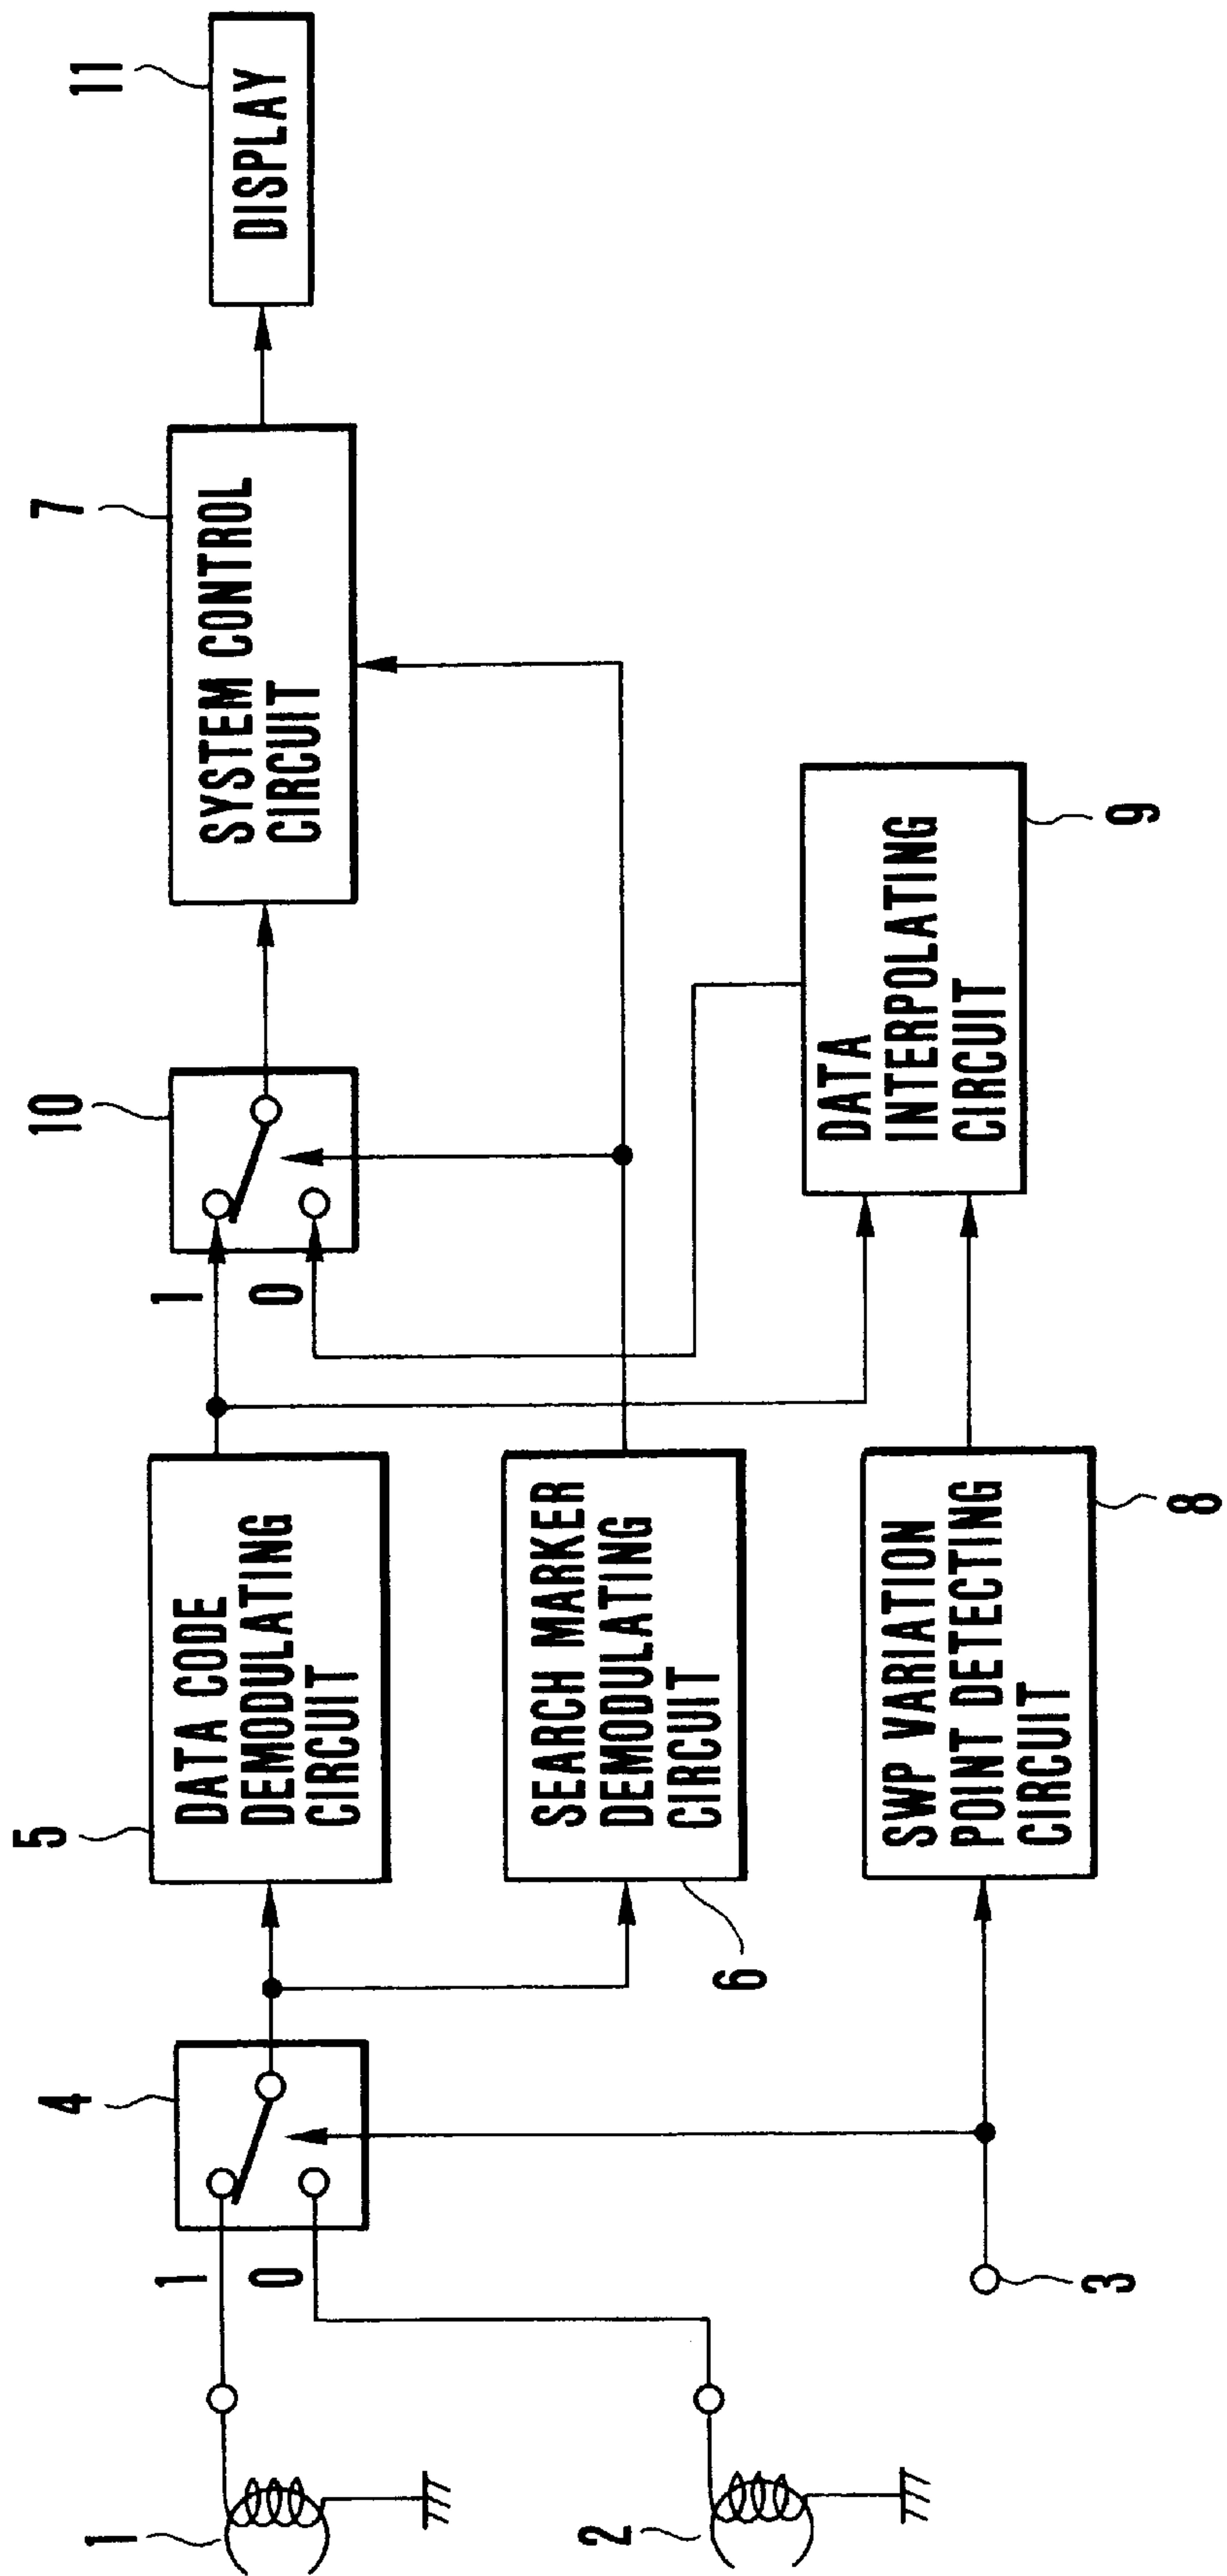 1
2
3
4
1
0
5
DATA CODE
DEMODULATING
CIRCUIT
6
SEARCH MARKER
DEMODULATING
CIRCUIT
8
SWP VARIATION
POINT DETECTING
CIRCUIT
10
1
0
9
DATA
INTERPOLATING
CIRCUIT
7
SYSTEM CONTROL
CIRCUIT
11
DISPLAY